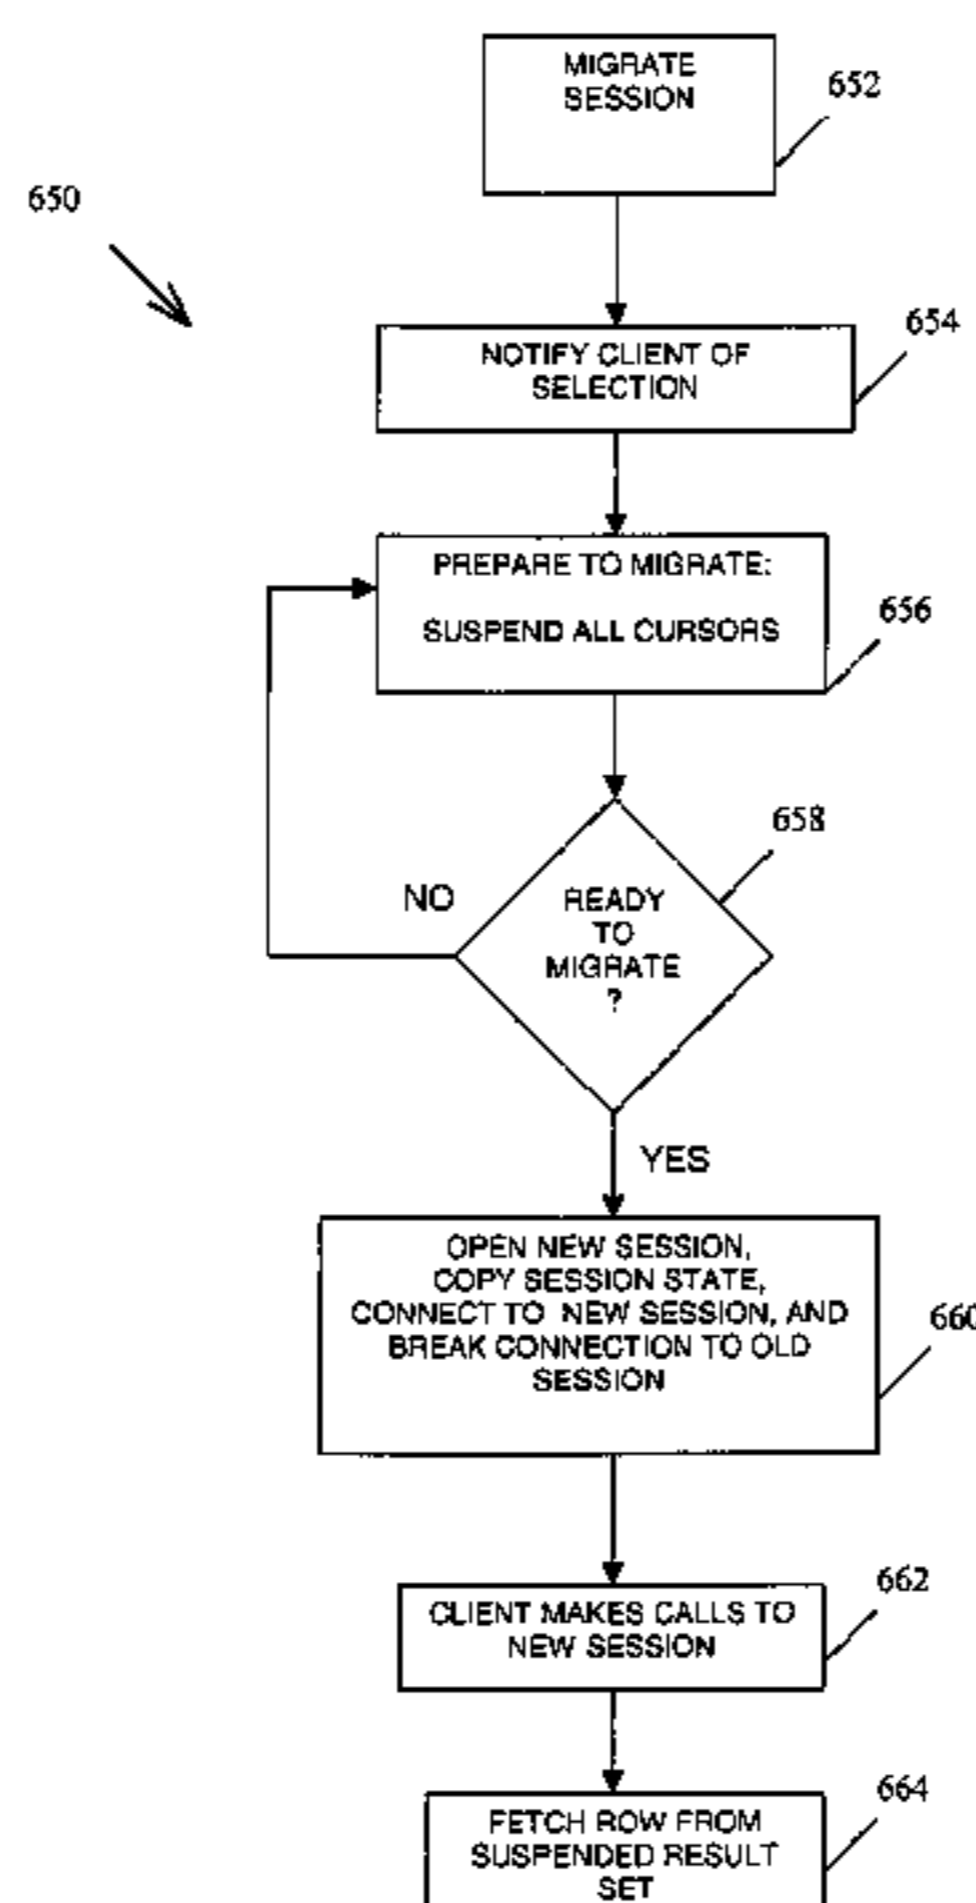 MIGRATE
SESSION
652
650
654
NOTIFY CLIENT OF
SELECTION
PREPARE TO MIGRATE:
SUSPEND ALL CURSORS
656
658
NO
READY
TO
MIGRATE
?
YES
OPEN NEW SESSION,
COPY SESSION STATE,
CONNECT TO NEW SESSION, AND
BREAK CONNECTION TO OLD
SESSION
660
662
CLIENT MAKES CALLS TO
NEW SESSION
664
FETCH ROW FROM
SUSPENDED RESULT
SET